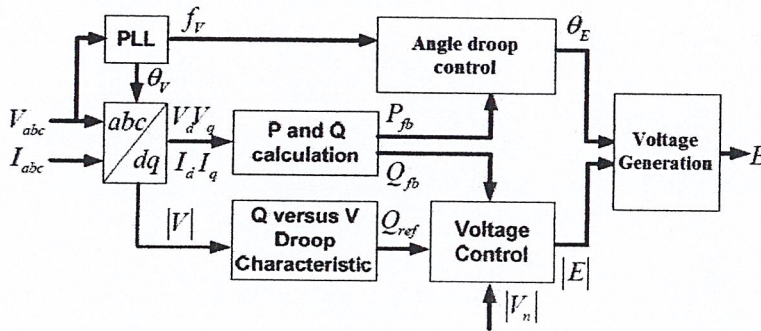 PLL
f_V
Angle droop
control
θ_E
θ_V
V_abc
I_abc
abc
dq
V_d V_q
I_d I_q
P and Q
calculation
P_fb
Q_fb
Voltage
Generation
E
|V|
Q versus V
Droop
Characteristic
Q_ref
Voltage
Control
|E|
|V_n|